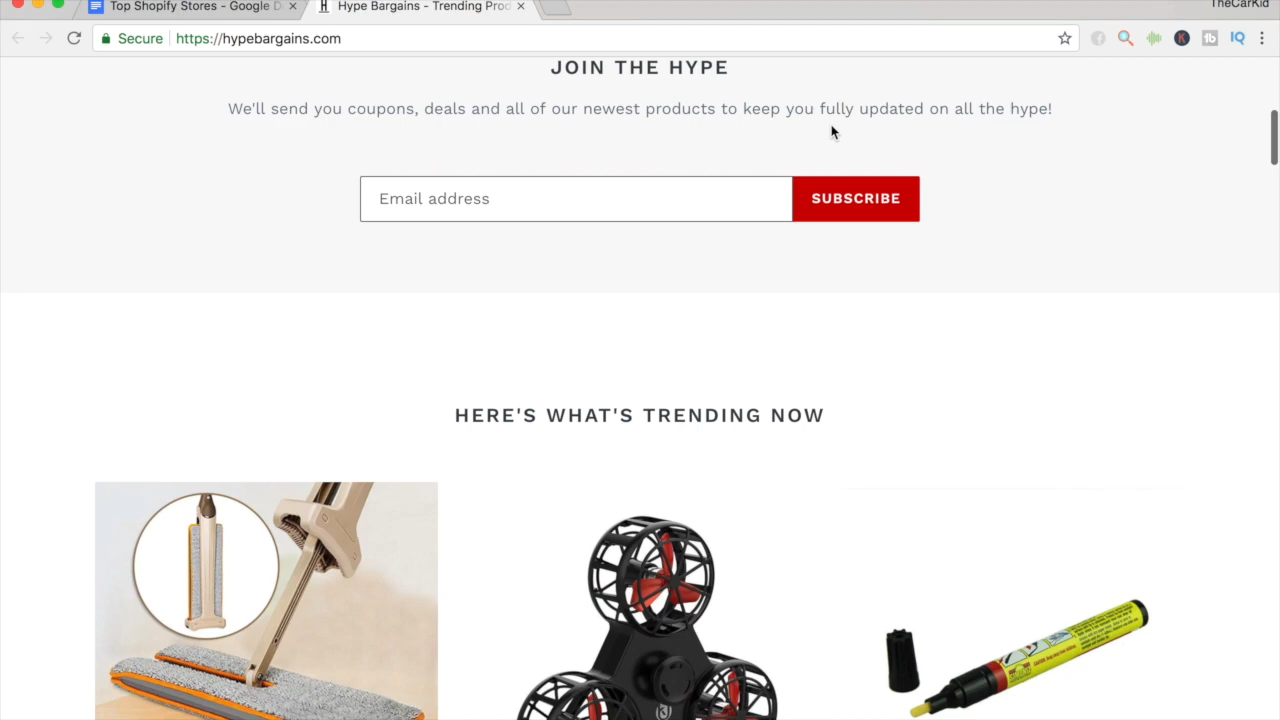 TheCarKid
Top Shopify Stores - Google D
Hype Bargains - Trending Prod
Secure
https://hypebargains.com
JOIN THE HYPE
We'll send you coupons, deals and all of our newest products to keep you fully updated on all the hype!
Email address
SUBSCRIBE
HERE'S WHAT'S TRENDING NOW